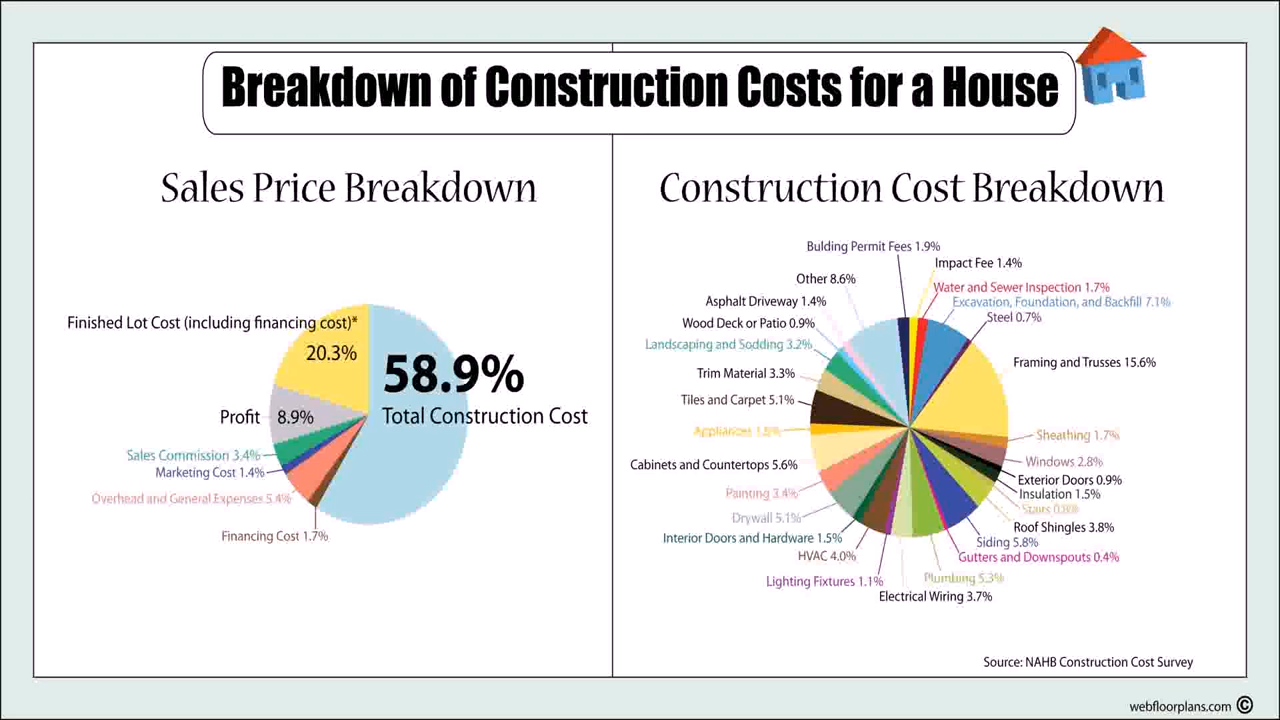 Breakdown of Construction Costs for a House
Sales Price Breakdown
Finished Lot Cost (including financing cost)*
20.3%
58.9%
Total Construction Cost
Profit 8.9%
Sales Commission 3.4%
Marketing Cost 1.4%
Overhead and General Expenses 5.4%
Financing Cost 1.7%
Construction Cost Breakdown
Bulding Permit Fees 1.9%
Impact Fee 1.4%
Other 8.6%
Water and Sewer Inspection 1.7%
Asphalt Driveway 1.4%
Excavation, Foundation, and Backfill 7.1%
Wood Deck or Patio 0.9%
Steel 0.7%
Landscaping and Sodding 3.2%
Framing and Trusses 15.6%
Trim Material 3.3%
Tiles and Carpet 5.1%
Appliances
Sheathing 1.7%
Cabinets and Countertops 5.6%
Windows 2.8%
Exterior Doors 0.9%
Painting 3.4%
Insulation 1.5%
Stairs
Drywall 5.1%
Roof Shingles 3.8%
Interior Doors and Hardware 1.5%
Siding 5.8%
HVAC 4.0%
Gutters and Downspouts 0.4%
Lighting Fixtures 1.1%
Plumbing 5.3%
Electrical Wiring 3.7%
Source: NAHB Construction Cost Survey
webfloorplans.com ©